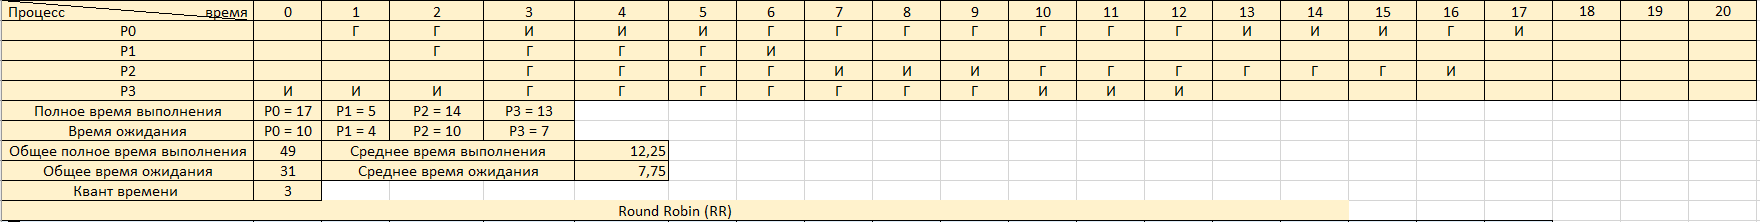 Процесс время 0 1 2 3 4 5 6 7 8 9 10 11 12 13 14 15 16 17 18 19 20
P0 Г Г И И И Г Г Г Г Г Г Г И И И Г И
P1 Г Г Г Г И
P2 Г Г Г Г И И И Г Г Г Г Г Г И
P3 И И И Г Г Г Г Г Г Г И И И
Полное время выполнения P0 = 17 P1 = 5 P2 = 14 P3 = 13
Время ожидания P0 = 10 P1 = 4 P2 = 10 P3 = 7
Общее полное время выполнения 49 Среднее время выполнения 12,25
Общее время ожидания 31 Среднее время ожидания 7,75
Квант времени 3
Round Robin (RR)